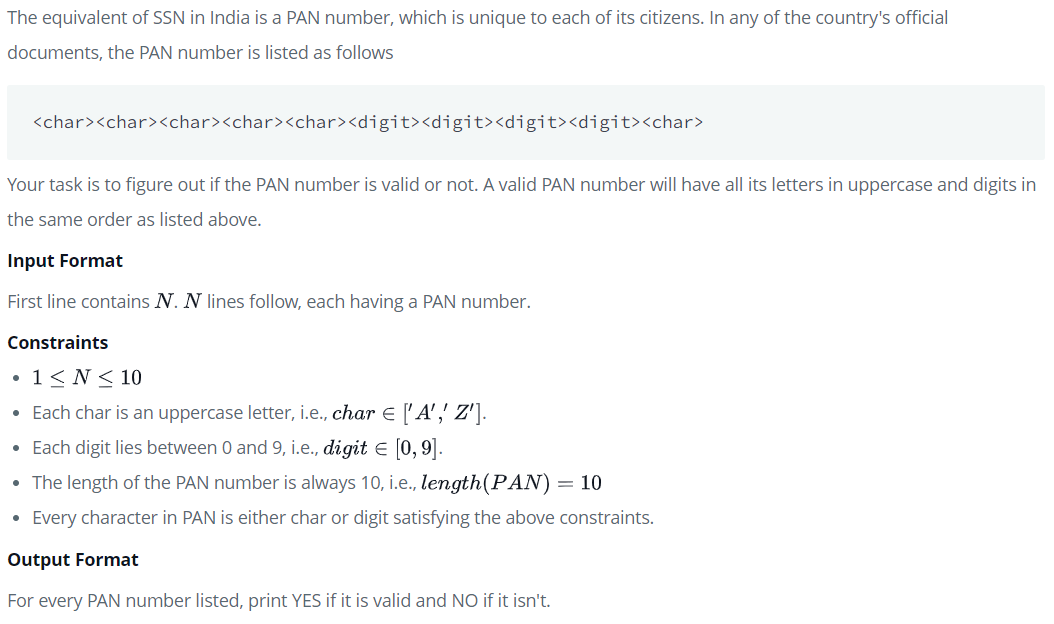 The equivalent of SSN in India is a PAN number, which is unique to each of its citizens. In any of the country's official
documents, the PAN number is listed as follows
<char><char><char><char><char><digit><digit><digit><digit><char>
Your task is to figure out if the PAN number is valid or not. A valid PAN number will have all its letters in uppercase and digits in
the same order as listed above.
Input Format
First line contains N. N lines follow, each having a PAN number.
Constraints
• 1 ≤ N ≤ 10
• Each char is an uppercase letter, i.e., char ∈ ['A',' Z'].
• Each digit lies between 0 and 9, i.e., digit ∈ [0, 9].
• The length of the PAN number is always 10, i.e., length(PAN) = 10
• Every character in PAN is either char or digit satisfying the above constraints.
Output Format
For every PAN number listed, print YES if it is valid and NO if it isn't.